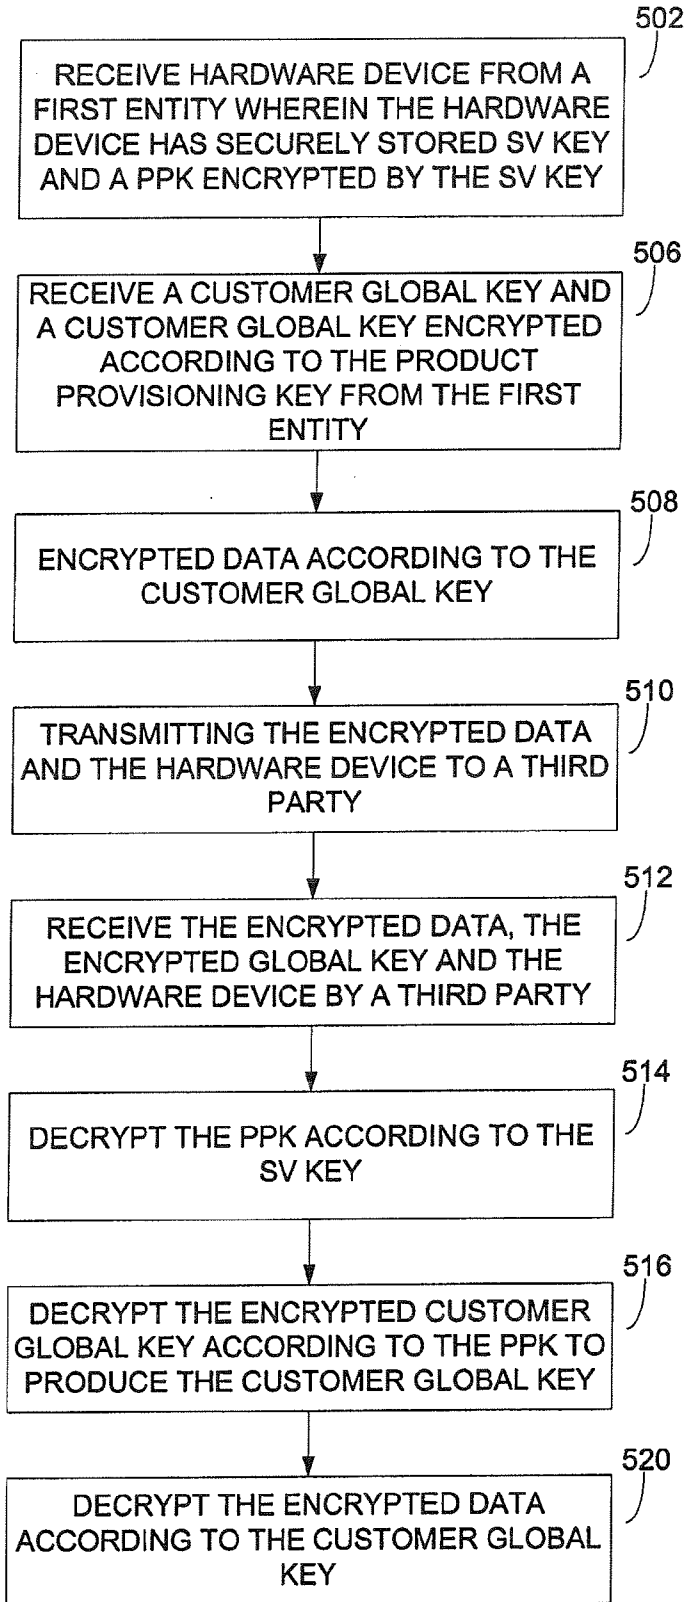 502
RECEIVE HARDWARE DEVICE FROM A
FIRST ENTITY WHEREIN THE HARDWARE
DEVICE HAS SECURELY STORED SV KEY
AND A PPK ENCRYPTED BY THE SV KEY
506
RECEIVE A CUSTOMER GLOBAL KEY AND
A CUSTOMER GLOBAL KEY ENCRYPTED
ACCORDING TO THE PRODUCT
PROVISIONING KEY FROM THE FIRST
ENTITY
508
ENCRYPTED DATA ACCORDING TO THE
CUSTOMER GLOBAL KEY
510
TRANSMITTING THE ENCRYPTED DATA
AND THE HARDWARE DEVICE TO A THIRD
PARTY
512
RECEIVE THE ENCRYPTED DATA, THE
ENCRYPTED GLOBAL KEY AND THE
HARDWARE DEVICE BY A THIRD PARTY
514
DECRYPT THE PPK ACCORDING TO THE
SV KEY
516
DECRYPT THE ENCRYPTED CUSTOMER
GLOBAL KEY ACCORDING TO THE PPK TO
PRODUCE THE CUSTOMER GLOBAL KEY
520
DECRYPT THE ENCRYPTED DATA
ACCORDING TO THE CUSTOMER GLOBAL
KEY